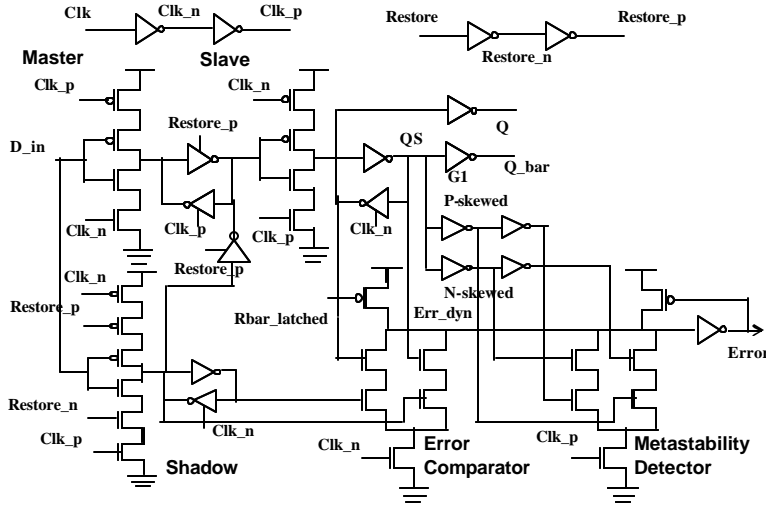 Clk
Clk_n
Clk_p
Restore
Restore_n
Restore_p
Master
Slave
Clk_p
Clk_n
Restore_p
D_in
QS
Q
G1
Q_bar
Clk_n
Clk_p
Clk_p
Clk_n
P-skewed
Restore_p
Clk_n
N-skewed
Restore_p
Rbar_latched
Err_dyn
Error
Restore_n
Clk_n
Clk_p
Clk_n
Clk_p
Shadow
Error
Comparator
Metastability
Detector